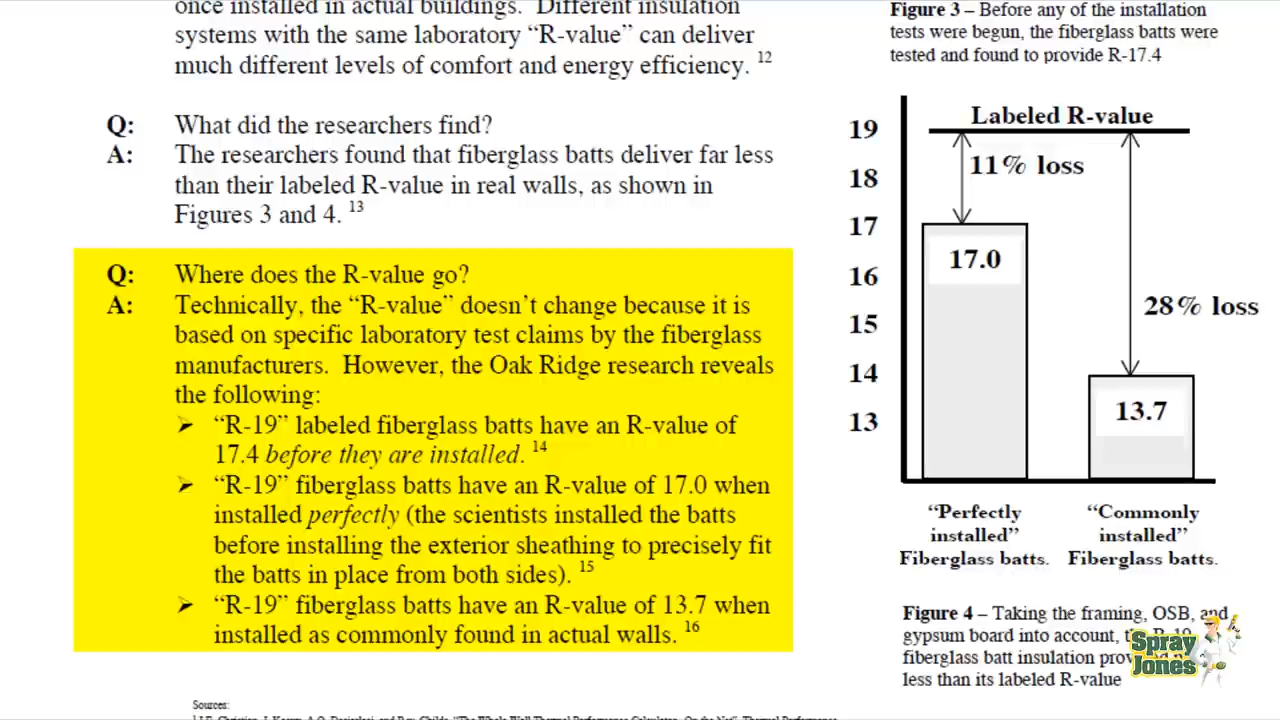 once installed in actual buildings. Different insulation
systems with the same laboratory “R-value” can deliver
much different levels of comfort and energy efficiency. 12
Q: What did the researchers find?
A: The researchers found that fiberglass batts deliver far less
than their labeled R-value in real walls, as shown in
Figures 3 and 4. 13
Q: Where does the R-value go?
A: Technically, the “R-value” doesn’t change because it is
based on specific laboratory test claims by the fiberglass
manufacturers. However, the Oak Ridge research reveals
the following:
➢ “R-19” labeled fiberglass batts have an R-value of
17.4 before they are installed. 14
➢ “R-19” fiberglass batts have an R-value of 17.0 when
installed perfectly (the scientists installed the batts
before installing the exterior sheathing to precisely fit
the batts in place from both sides). 15
➢ “R-19” fiberglass batts have an R-value of 13.7 when
installed as commonly found in actual walls. 16
Sources:
Figure 3 – Before any of the installation
tests were begun, the fiberglass batts were
tested and found to provide R-17.4
Labeled R-value
19
18
17
16
15
14
13
11% loss
28% loss
17.0
13.7
“Perfectly
installed”
Fiberglass batts.
“Commonly
installed”
Fiberglass batts.
Figure 4 – Taking the framing, OSB, and
gypsum board into account, R-19
fiberglass batt insulation
less than its labeled R-value
Spray
Jones